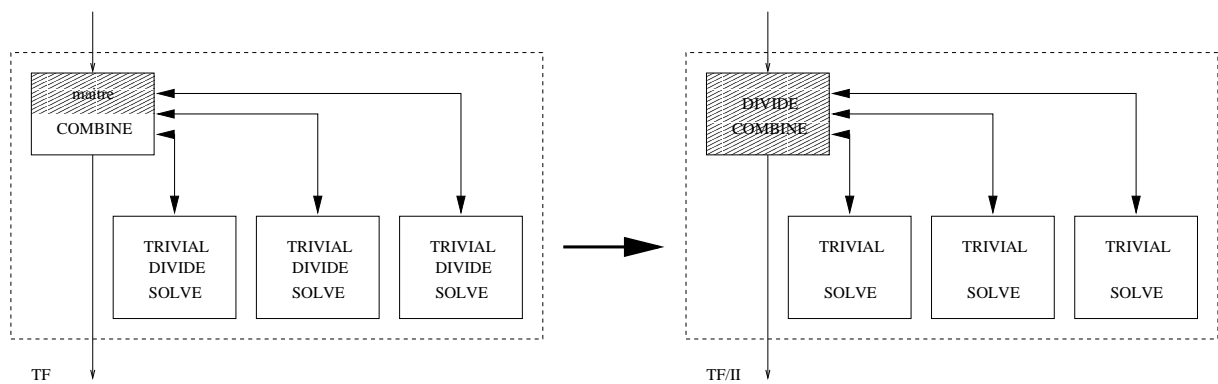 maitre
COMBINE
TRIVIAL
DIVIDE
SOLVE
TRIVIAL
DIVIDE
SOLVE
TRIVIAL
DIVIDE
SOLVE
TF
DIVIDE
COMBINE
TRIVIAL
SOLVE
TRIVIAL
SOLVE
TRIVIAL
SOLVE
TF/II